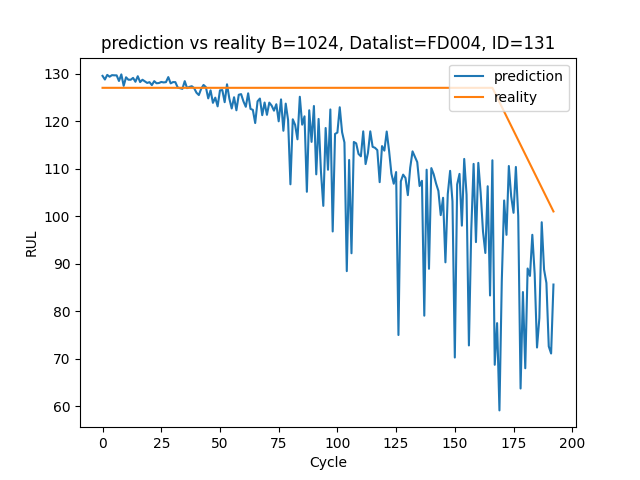 prediction vs reality B=1024, Datalist=FD004, ID=131
prediction
reality
RUL
130
120
110
100
90
80
70
60
0 25 50 75 100 125 150 175 200
Cycle